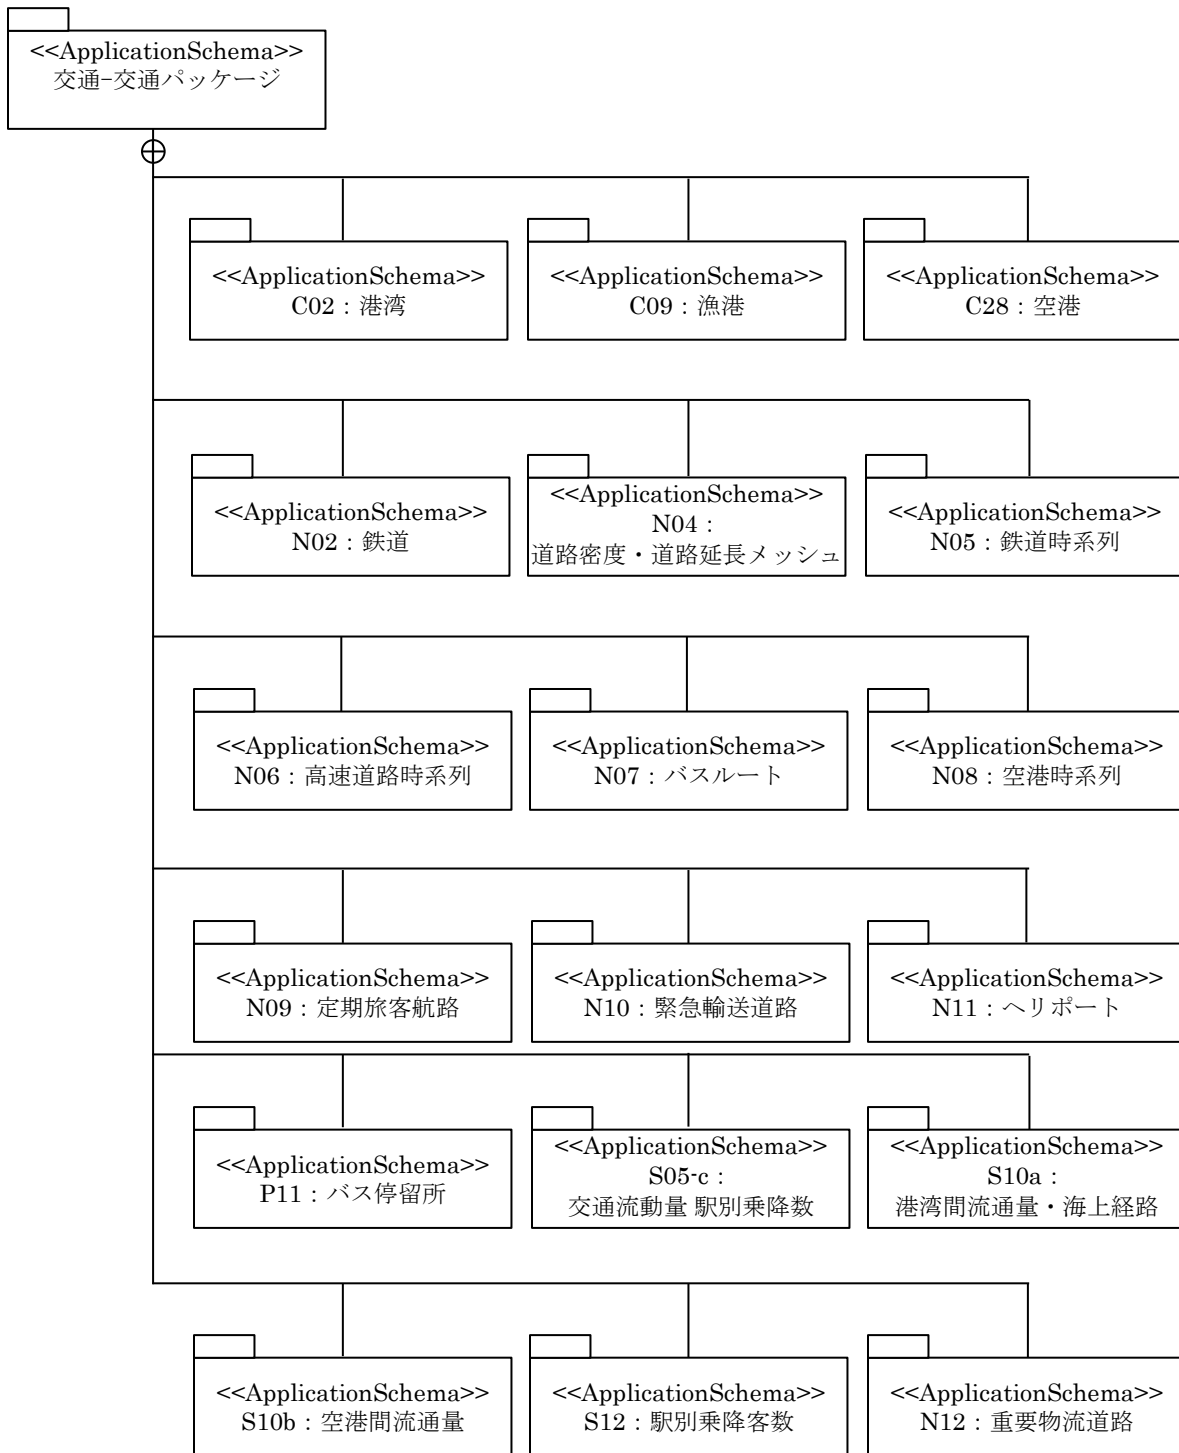 <<ApplicationSchema>>
交通−交通パッケージ
<<ApplicationSchema>>
C02：港湾
<<ApplicationSchema>>
C09：漁港
<<ApplicationSchema>>
C28：空港
<<ApplicationSchema>>
N02：鉄道
<<ApplicationSchema>>
N04：
道路密度・道路延長メッシュ
<<ApplicationSchema>>
N05：鉄道時系列
<<ApplicationSchema>>
N06：高速道路時系列
<<ApplicationSchema>>
N07：バスルート
<<ApplicationSchema>>
N08：空港時系列
<<ApplicationSchema>>
N09：定期旅客航路
<<ApplicationSchema>>
N10：緊急輸送道路
<<ApplicationSchema>>
N11：ヘリポート
<<ApplicationSchema>>
P11：バス停留所
<<ApplicationSchema>>
S05-c：
交通流動量 駅別乗降数
<<ApplicationSchema>>
S10a：
港湾間流通量・海上経路
<<ApplicationSchema>>
S10b：空港間流通量
<<ApplicationSchema>>
S12：駅別乗降客数
<<ApplicationSchema>>
N12：重要物流道路